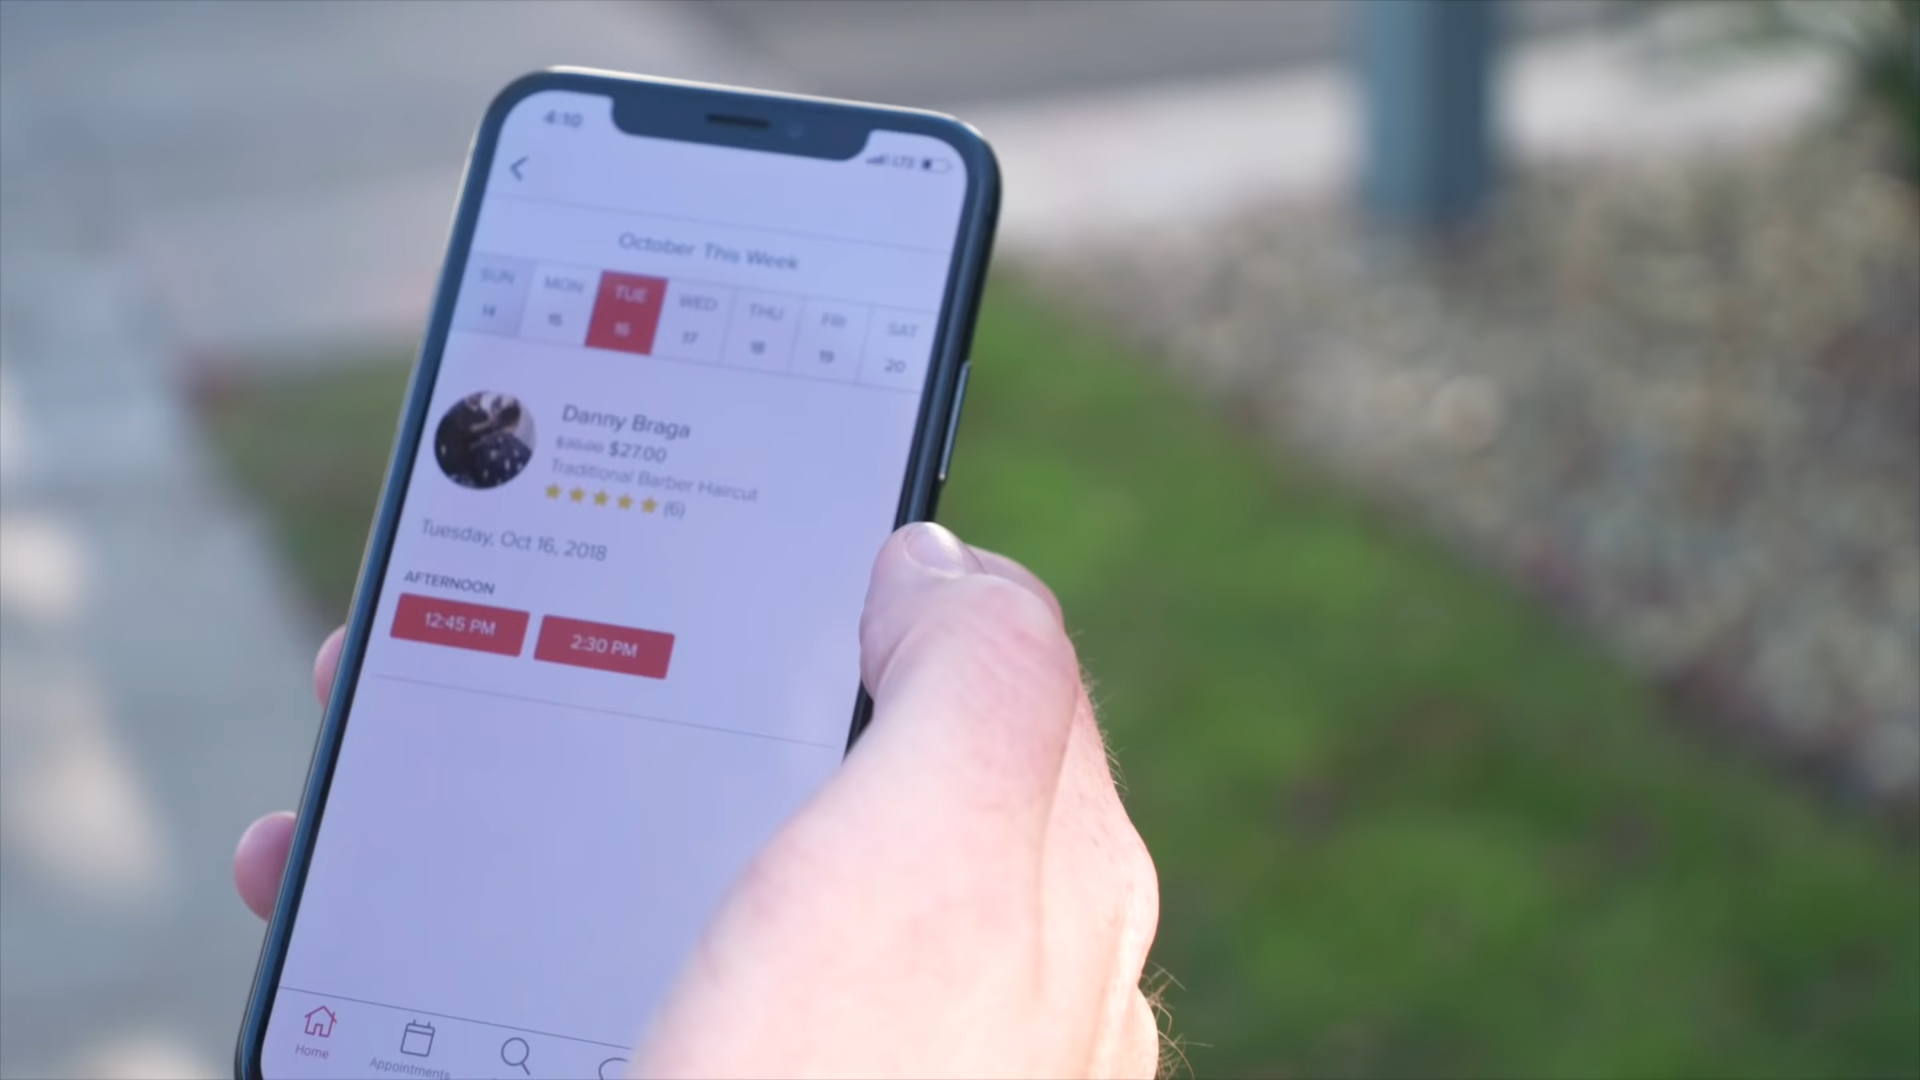 4:10
LTE
October This Week
SUN MON TUE WED THU FRI SAT
14 15 16 17 18 19 20
Danny Braga
$27.00
Traditional Barber Haircut
(6)
Tuesday, Oct 16, 2018
AFTERNOON
12:45 PM 2:30 PM
Home
Appointments